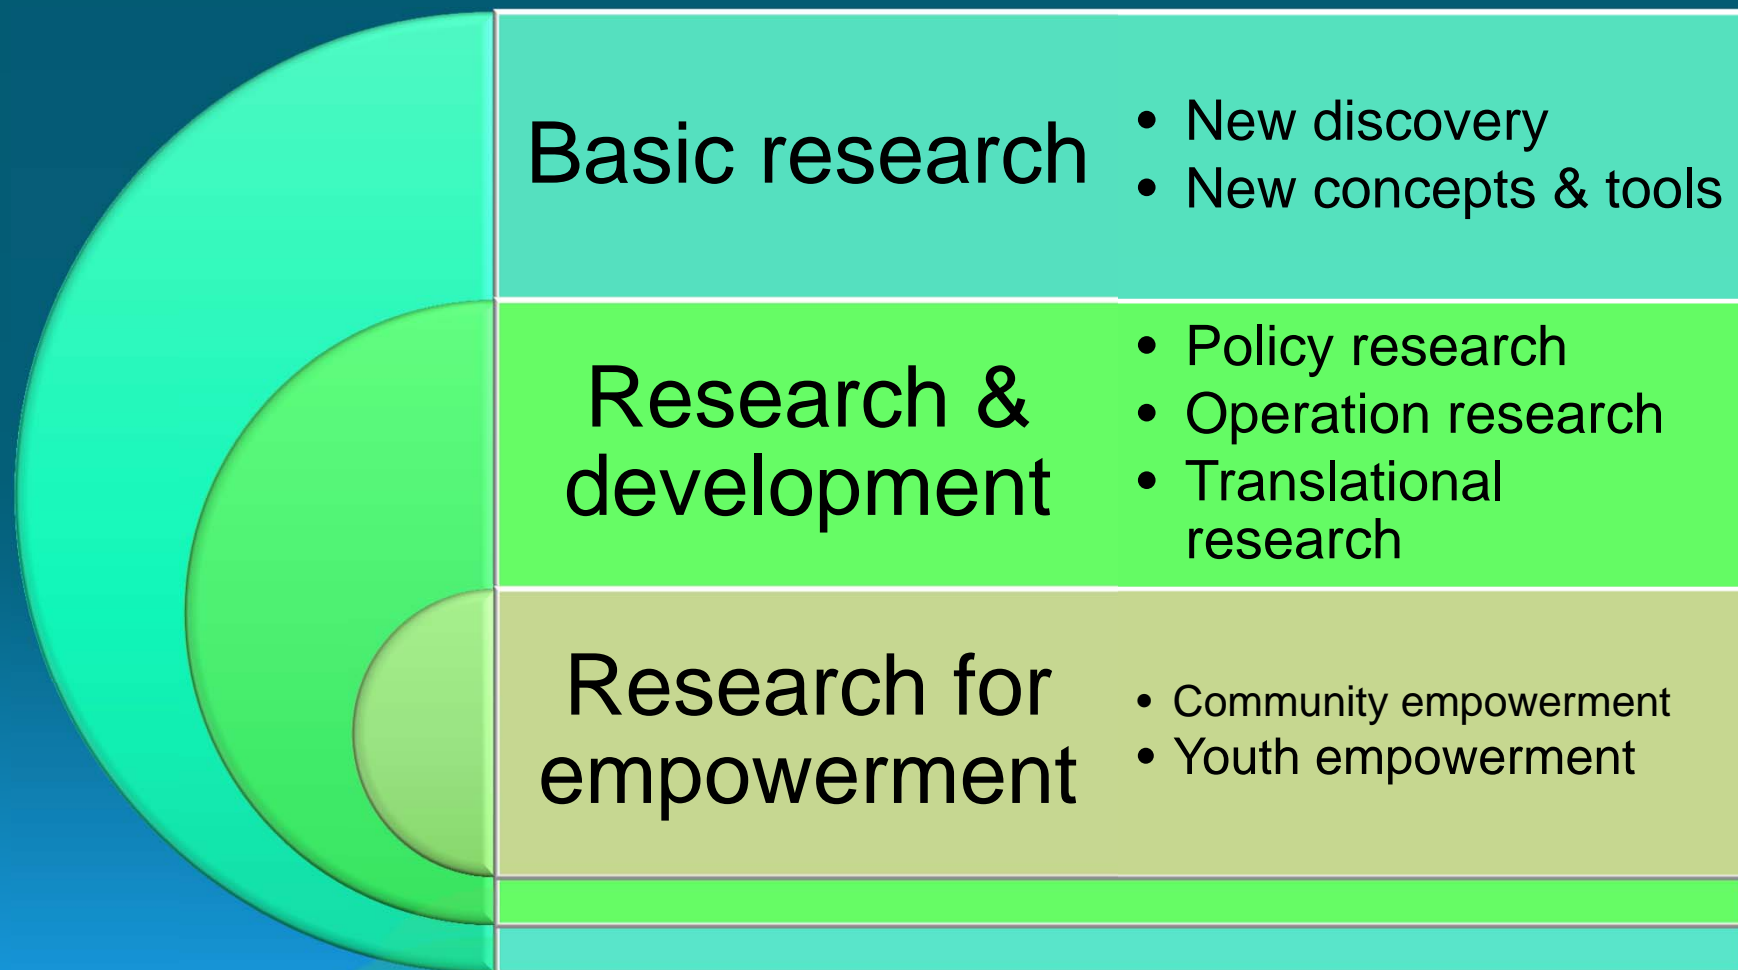 Basic research
• New discovery
• New concepts & tools
Research &
development
• Policy research
• Operation research
• Translational
research
Research for
empowerment
• Community empowerment
• Youth empowerment